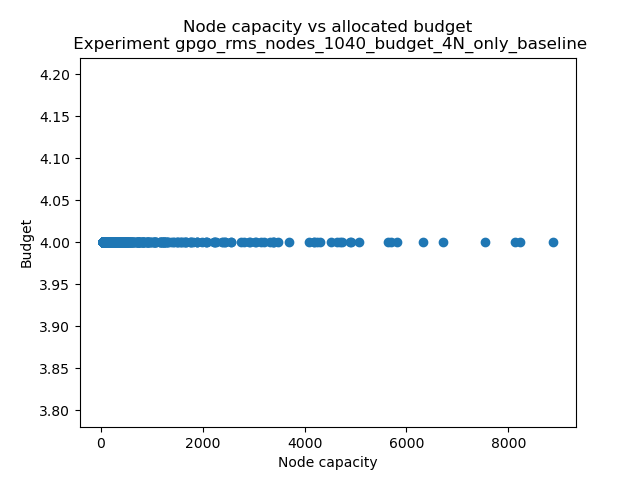 Node capacity vs allocated budget
Experiment gpgo_rms_nodes_1040_budget_4N_only_baseline
4.20
4.15
4.10
4.05
4.00
3.95
3.90
3.85
3.80
Budget
0 2000 4000 6000 8000
Node capacity